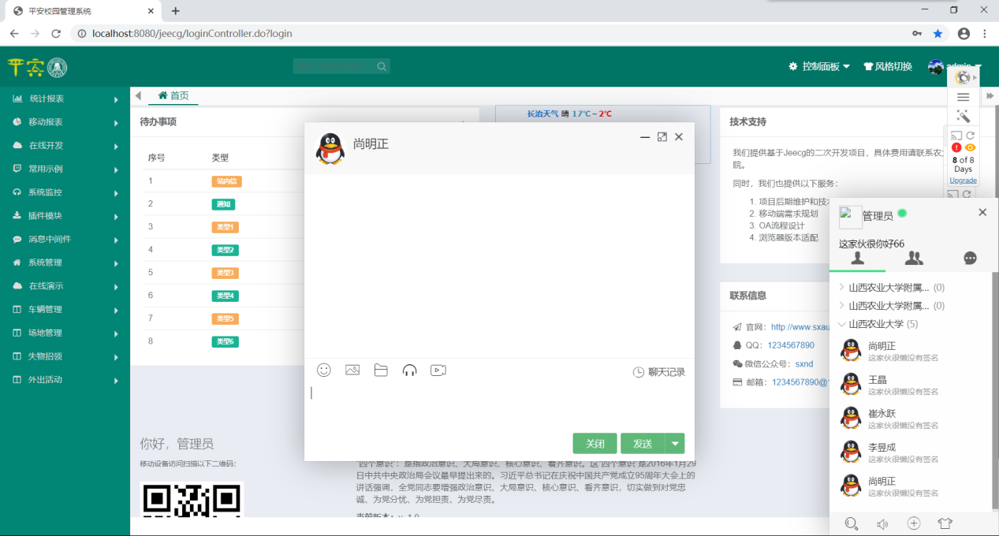 平安校园管理系统
localhost:8080/jeecg/loginController.do?login
平安
控制面板
风格切换
统计报表
移动报表
在线开发
常用示例
系统监控
插件模块
消息中间件
系统管理
在线演示
车辆管理
场地管理
失物招领
外出活动
首页
待办事项
序号 类型
1 站内信
2 通知
3 类型1
4 类型2
5 类型3
6 类型4
7 类型5
8 类型6
你好，管理员
移动设备访问扫描以下二维码：
长治天气 晴 17℃~2℃
尚明正
聊天记录
关闭
发送
"四个意识"：是指政治意识、大局意识、核心意识、看齐意识。这"四个意识"是2016年1月29
日中共中央政治局会议最早提出来的。习近平总书记在庆祝中国共产党成立95周年大会上的
讲话强调，全党同志要增强政治意识、大局意识、核心意识、看齐意识，切实做到对党忠
诚、为党分忧、为党担责、为党尽责。
当前版本：v_1.0
技术支持
我们提供基于Jeecg的二次开发项目，具体费用请联系农
院。
同时，我们也提供以下服务：
1. 项目后期维护和技
2. 移动端需求规划
3. OA流程设计
4. 浏览器版本适配
联系信息
官网：http://www.sxau
QQ：1234567890
微信公众号：sxnd
邮箱：1234567890@
8 of 8
Days
Upgrade
管理员
这家伙很你好66
山西农业大学附属... (0)
山西农业大学附属... (0)
山西农业大学 (5)
尚明正
这家伙很懒没有签名
王晶
这家伙很懒没有签名
崔永跃
这家伙很懒没有签名
李昱成
这家伙很懒没有签名
尚明正
这家伙很懒没有签名